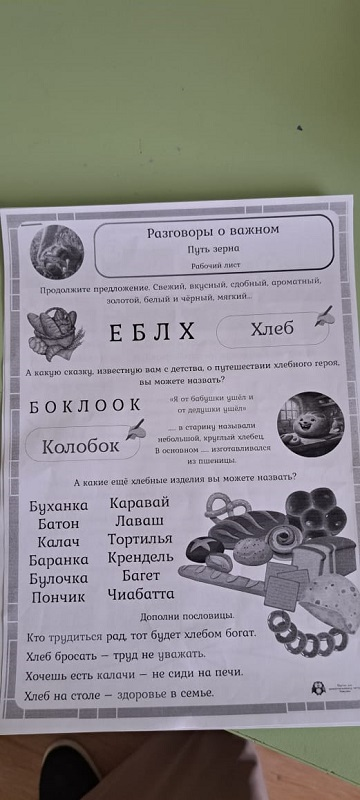 Разговоры о важном
Путь зерна
Рабочий лист
Продолжите предложение. Свежий, вкусный, сдобный, ароматный,
золотой, белый и чёрный, мягкий...
Е Б Л Х
Хлеб
А какую сказку, известную вам с детства, о путешествии хлебного героя,
вы можете назвать?
Б О К Л О О К
«Я от бабушки ушёл и
от дедушки ушёл»
Колобок
.... в старину называли
небольшой, круглый хлебец.
В основном .... изготавливался
из пшеницы.
А какие ещё хлебные изделия вы можете назвать?
Буханка Каравай
Батон Лаваш
Калач Тортилья
Баранка Крендель
Булочка Багет
Пончик Чиабатта
Дополни пословицы.
Кто трудиться рад, тот будет хлебом богат.
Хлеб бросать – труд не уважать.
Хочешь есть калачи – не сиди на печи.
Хлеб на столе – здоровье в семье.